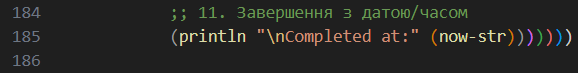 184 ;; 11. Завершення з датою/часом
185 (println "\nCompleted at:" (now-str))))))))
186